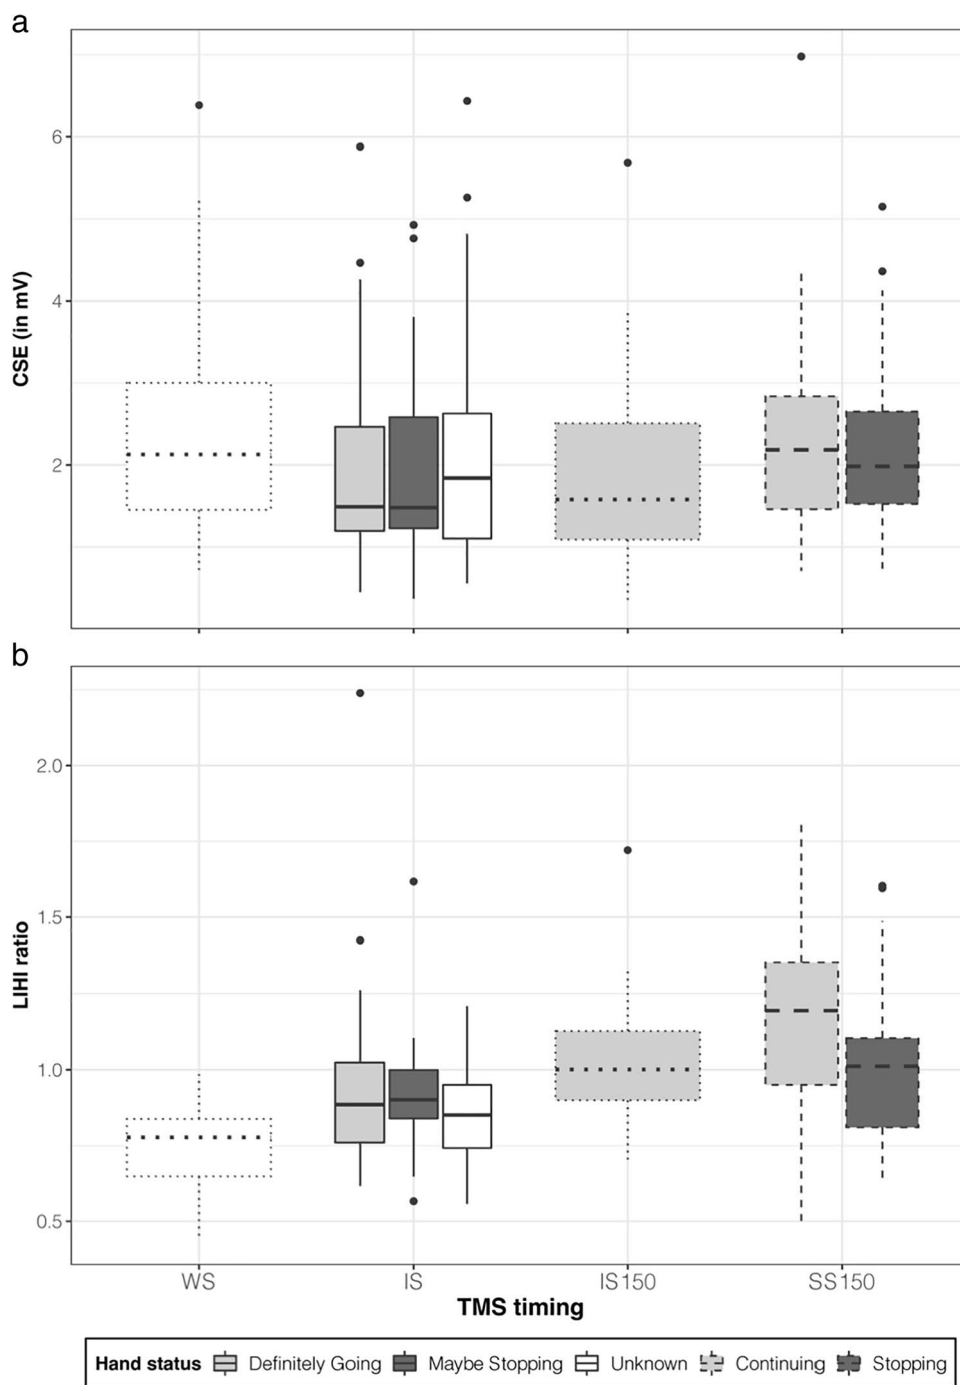 a
6
4
2
CSE (in mV)
b
2.0
1.5
1.0
0.5
LIHI ratio
WS IS IS150 SS150
TMS timing
Hand status Definitely Going Maybe Stopping Unknown Continuing Stopping